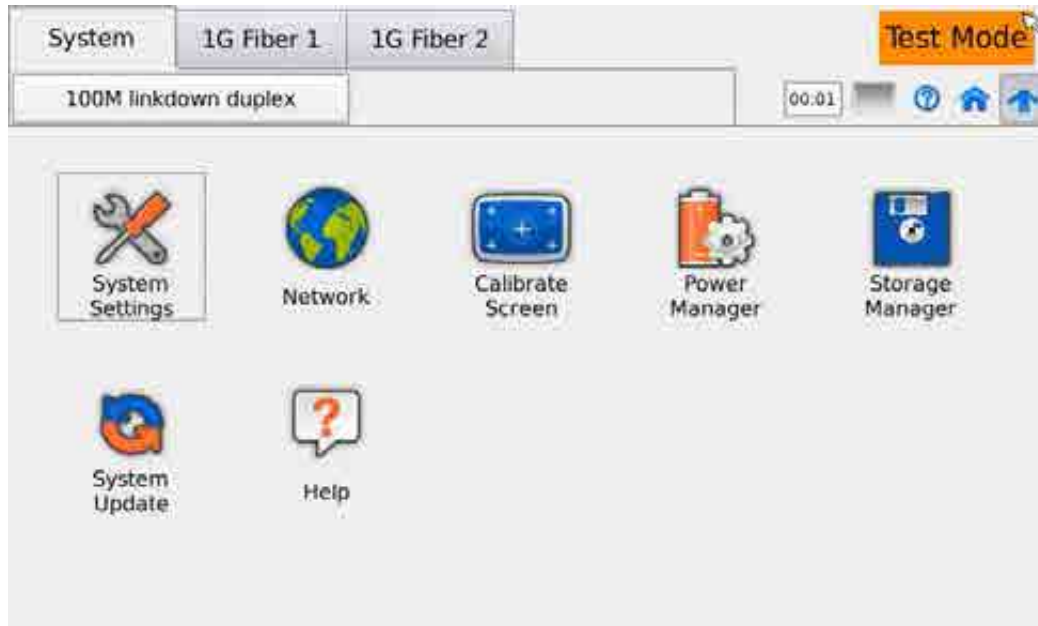 System
1G Fiber 1
1G Fiber 2
Test Mode
100M linkdown duplex
00:01
?
System
Settings
Network
Calibrate
Screen
Power
Manager
Storage
Manager
System
Update
?
Help